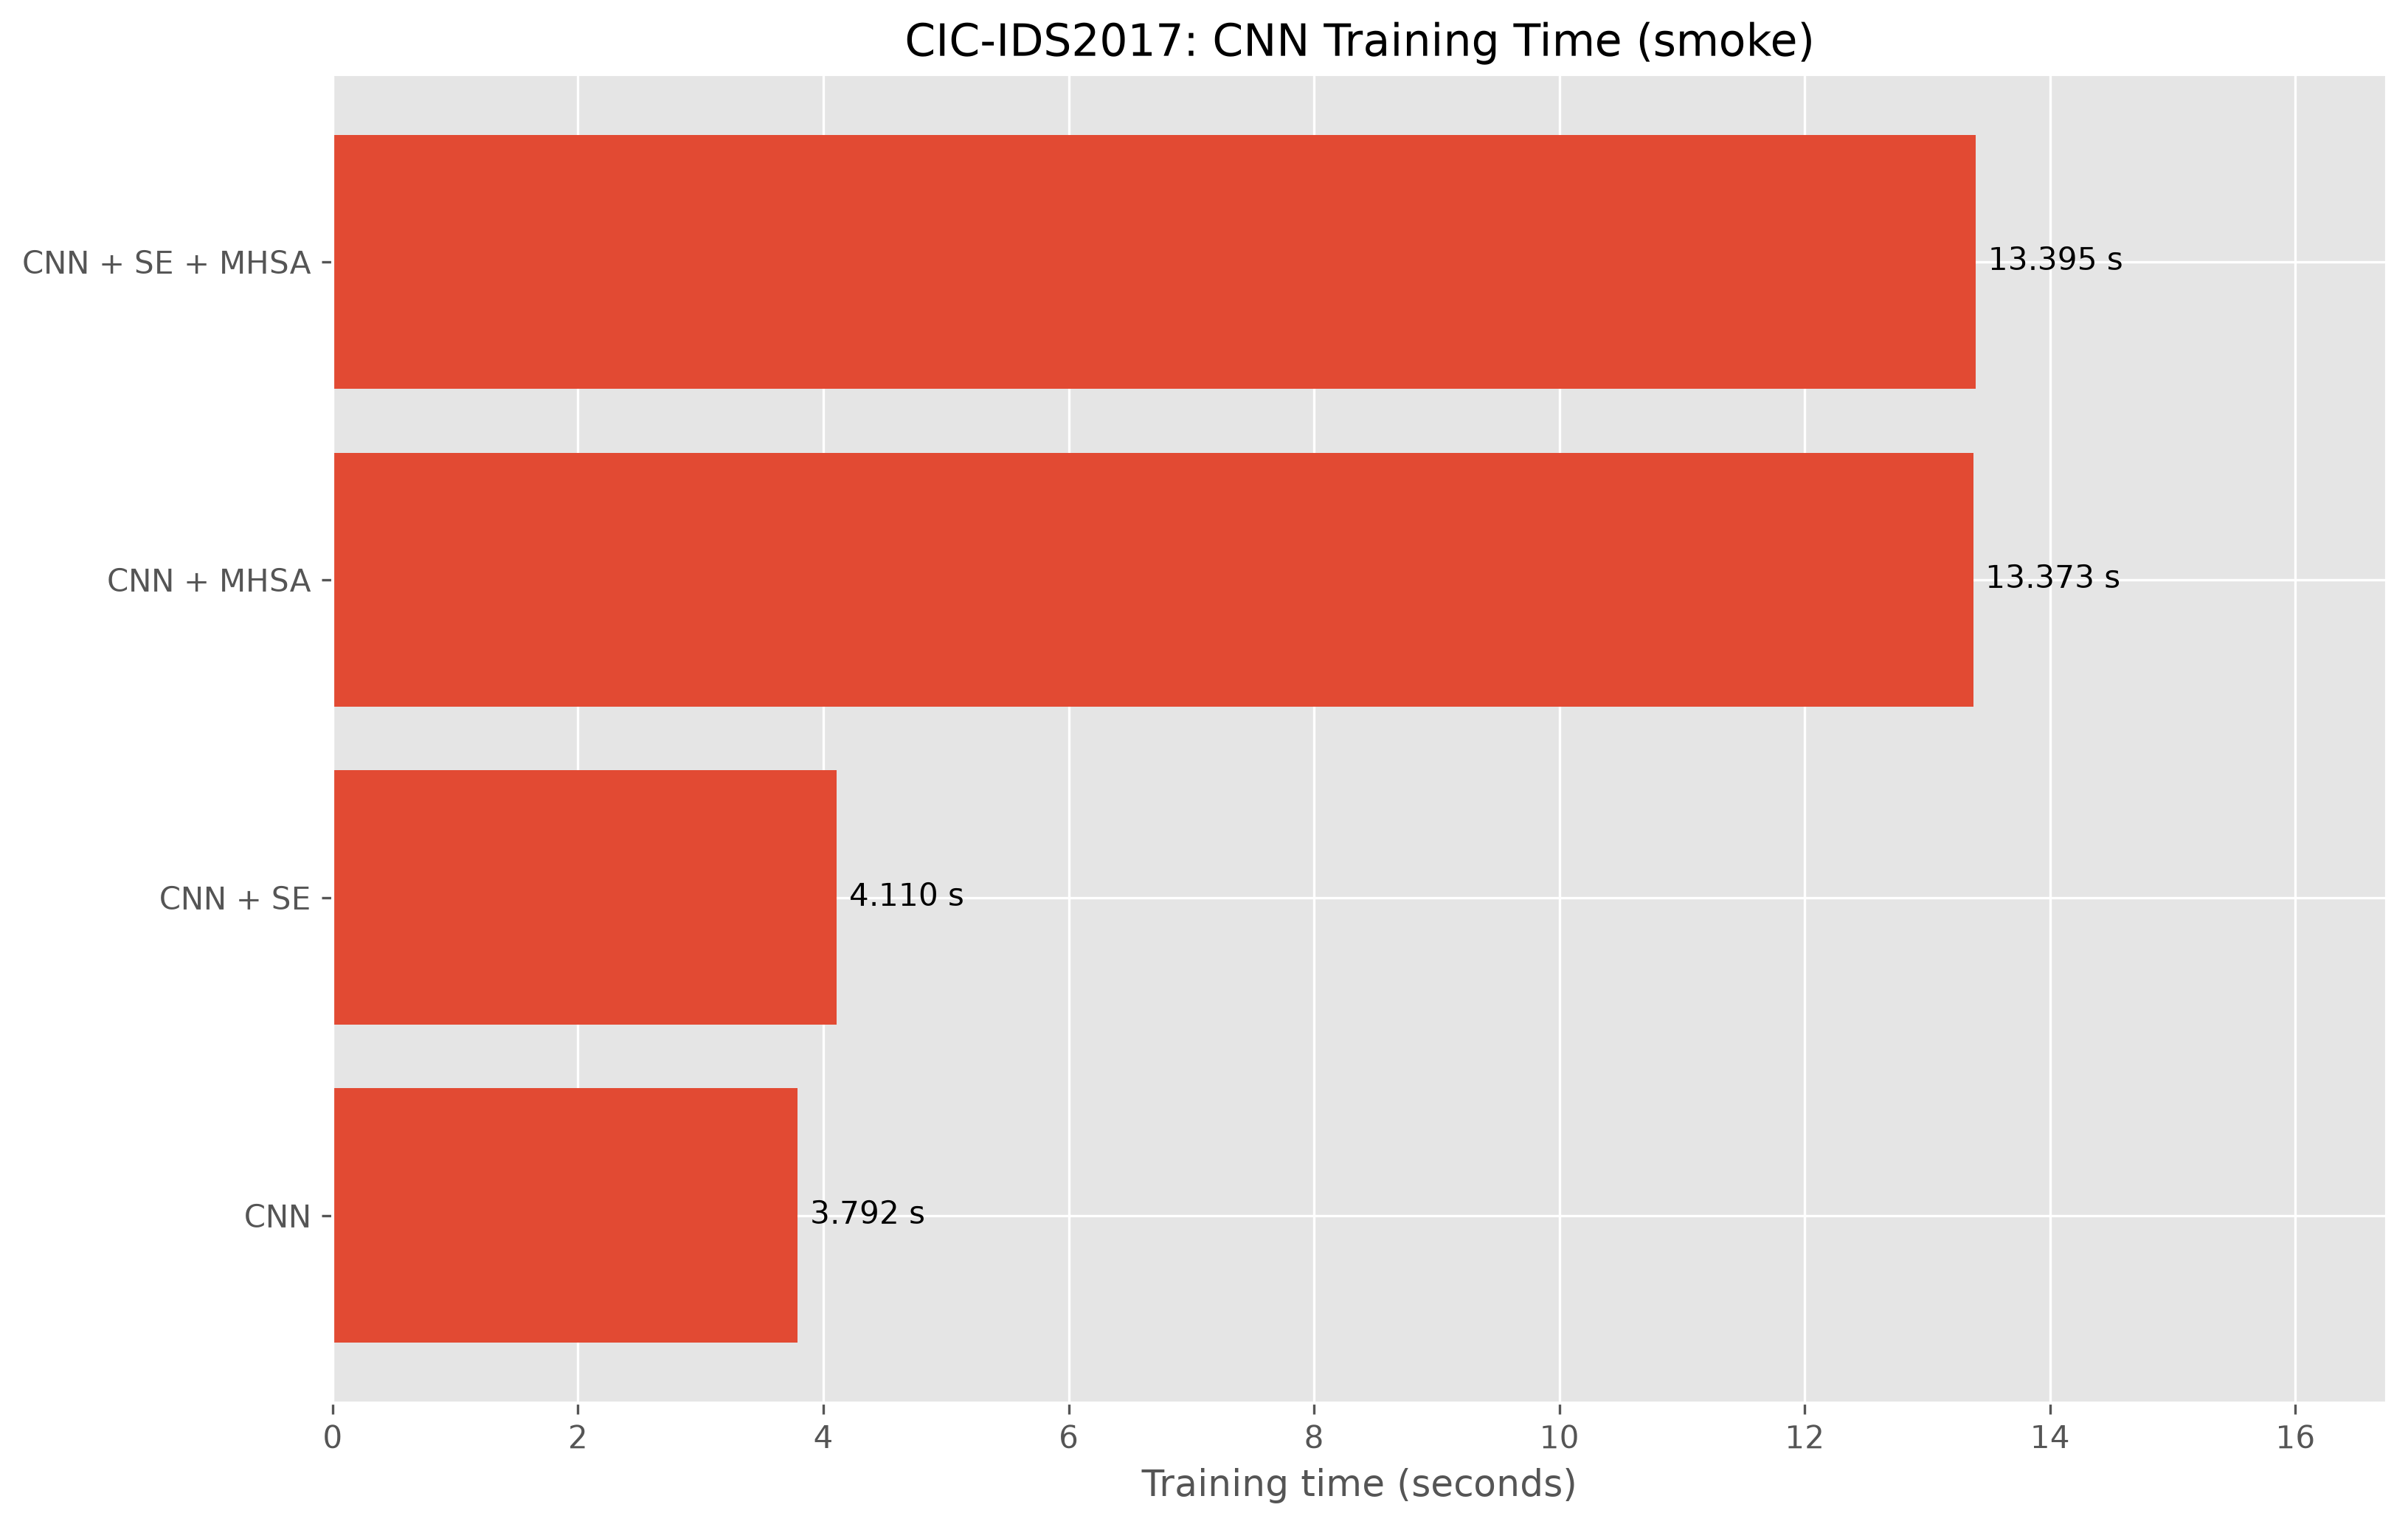 CIC-IDS2017: CNN Training Time (smoke)
CNN + SE + MHSA
13.395 s
CNN + MHSA
13.373 s
CNN + SE
4.110 s
CNN
3.792 s
0 2 4 6 8 10 12 14 16
Training time (seconds)